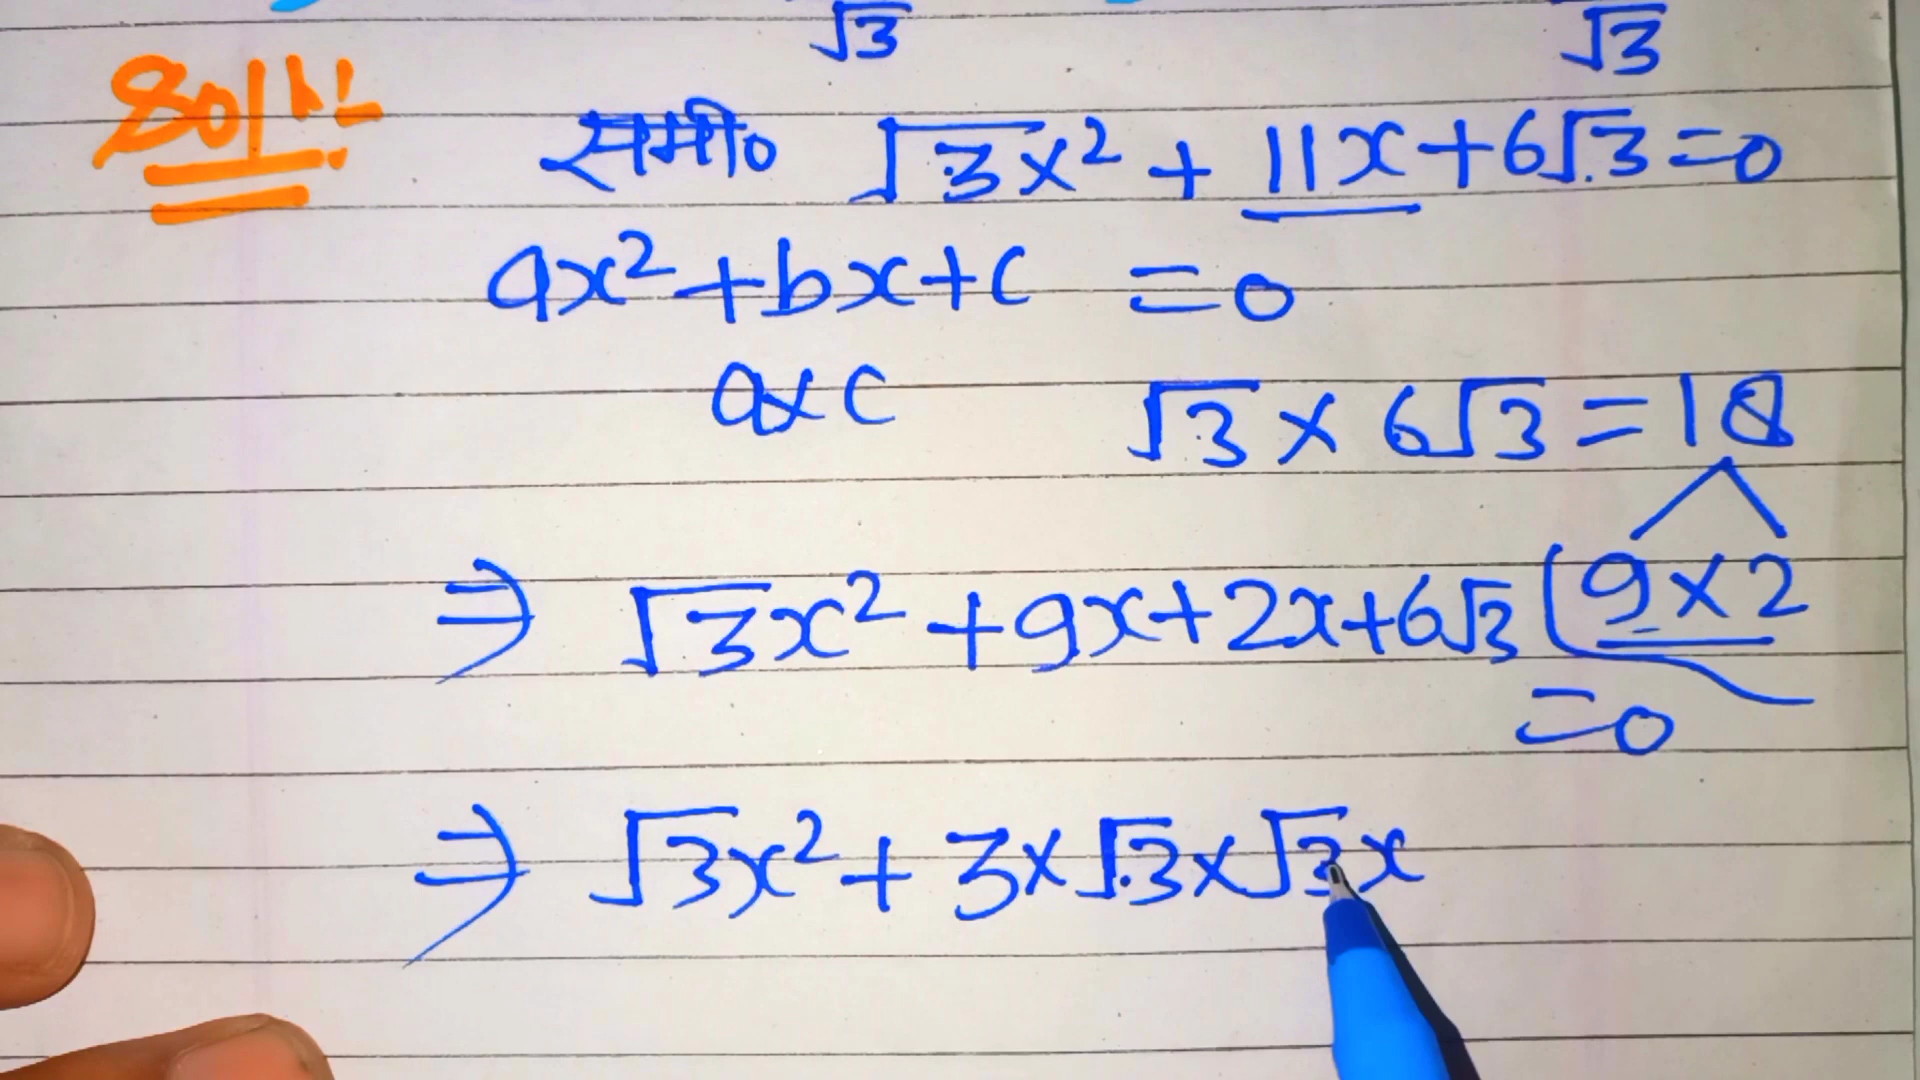 √3 √3
Sol^n.
समी० √3x² + 11x + 6√3 = 0
ax² + bx + c = 0
a×c √3 × 6√3 = 18
⇒ √3x² + 9x + 2x + 6√3 (9 × 2
= 0
⇒ √3x² + 3 × √3 × √3x